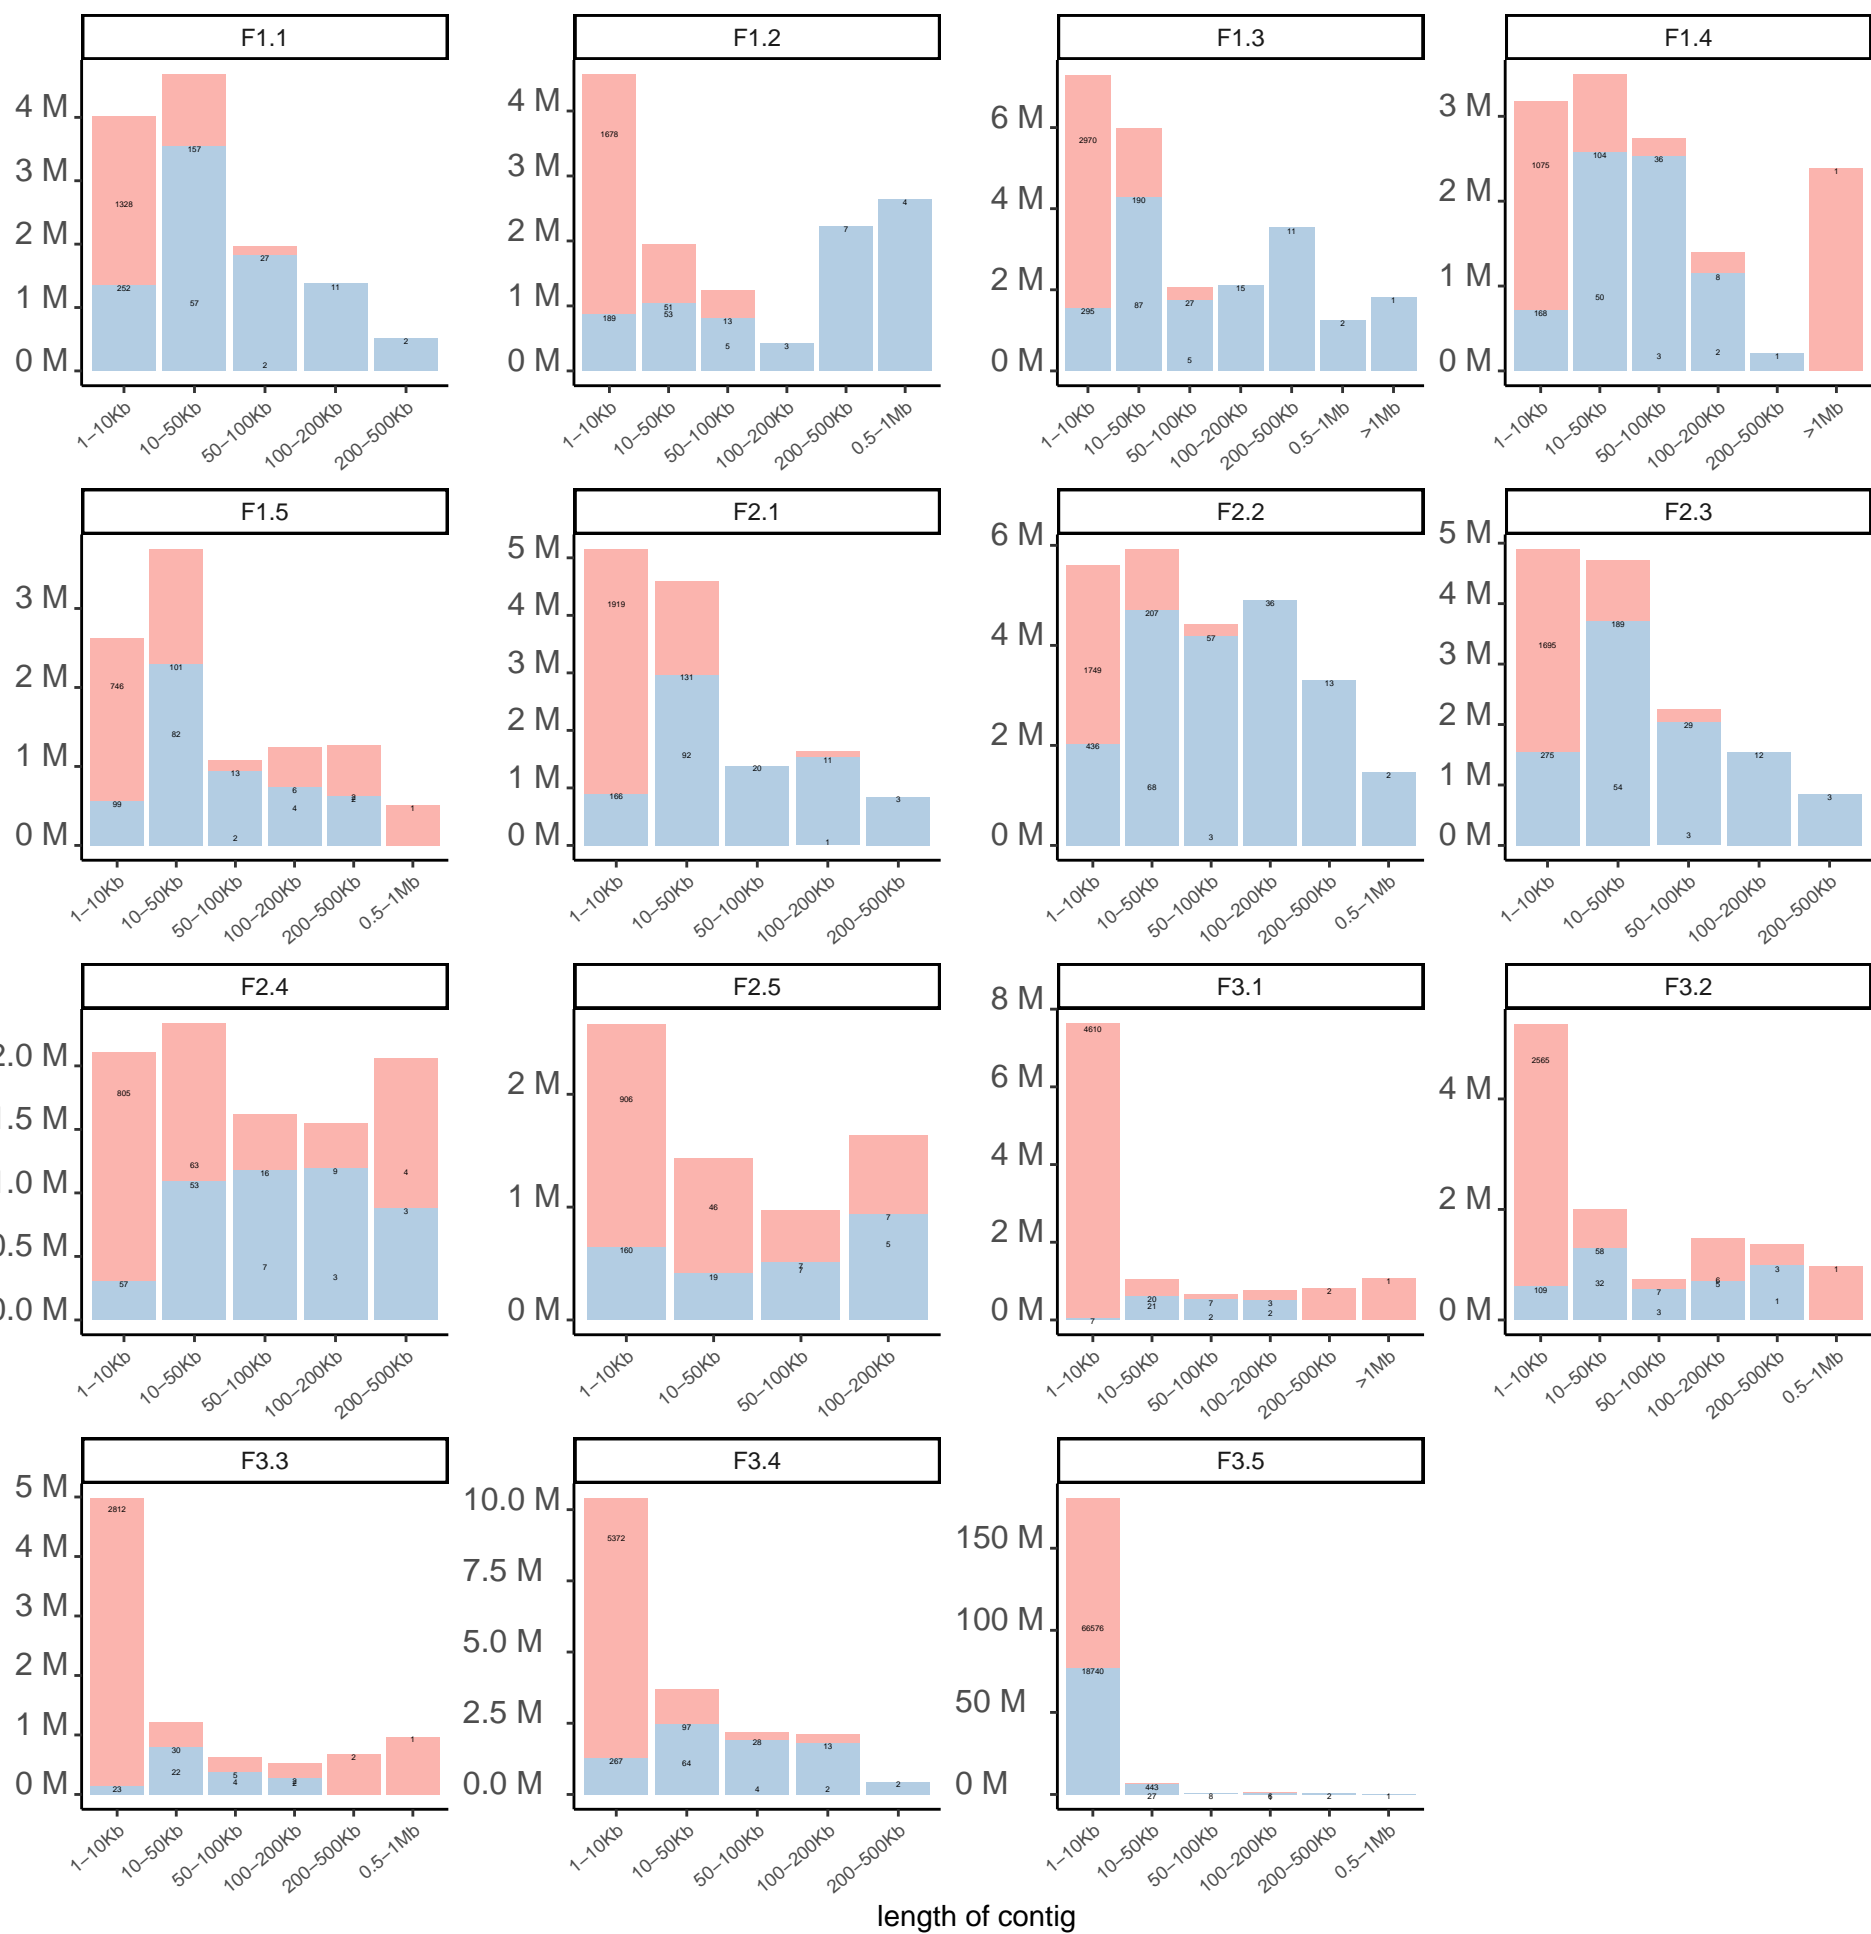 F1.1 F1.2 F1.3 F1.4
4 M
3 M
2 M
1 M
0 M
1328
252
157
57
27
2
11
2
1–10Kb 10–50Kb 50–100Kb 100–200Kb 200–500Kb
4 M
3 M
2 M
1 M
0 M
1678
189
51
53
13
5
3
7
4
1–10Kb 10–50Kb 50–100Kb 100–200Kb 200–500Kb 0.5–1Mb
6 M
4 M
2 M
0 M
2970
295
190
87
27
5
15
11
2
1
1–10Kb 10–50Kb 50–100Kb 100–200Kb 200–500Kb 0.5–1Mb >1Mb
3 M
2 M
1 M
0 M
1075
168
104
50
36
3
8
2
1
1
1–10Kb 10–50Kb 50–100Kb 100–200Kb 200–500Kb >1Mb
F1.5 F2.1 F2.2 F2.3
3 M
2 M
1 M
0 M
746
99
101
82
13
2
6
4
2
1
1–10Kb 10–50Kb 50–100Kb 100–200Kb 200–500Kb 0.5–1Mb
5 M
4 M
3 M
2 M
1 M
0 M
1919
166
131
92
20
11
1
3
1–10Kb 10–50Kb 50–100Kb 100–200Kb 200–500Kb
6 M
4 M
2 M
0 M
1749
436
207
68
57
3
36
13
2
1–10Kb 10–50Kb 50–100Kb 100–200Kb 200–500Kb 0.5–1Mb
5 M
4 M
3 M
2 M
1 M
0 M
1695
275
189
54
29
3
12
3
1–10Kb 10–50Kb 50–100Kb 100–200Kb 200–500Kb
F2.4 F2.5 F3.1 F3.2
2.0 M
.5 M
.0 M
0.5 M
0.0 M
805
57
63
53
16
7
9
3
4
3
1–10Kb 10–50Kb 50–100Kb 100–200Kb 200–500Kb
2 M
1 M
0 M
906
160
46
19
7
7
7
5
1–10Kb 10–50Kb 50–100Kb 100–200Kb
8 M
6 M
4 M
2 M
0 M
4610
7
20
21
7
2
3
2
2
1
1–10Kb 10–50Kb 50–100Kb 100–200Kb 200–500Kb >1Mb
4 M
2 M
0 M
2565
109
58
32
7
3
6
5
3
1
1
1–10Kb 10–50Kb 50–100Kb 100–200Kb 200–500Kb 0.5–1Mb
F3.3 F3.4 F3.5
5 M
4 M
3 M
2 M
1 M
0 M
2812
23
30
22
5
4
2
2
1
1–10Kb 10–50Kb 50–100Kb 100–200Kb 200–500Kb 0.5–1Mb
10.0 M
7.5 M
5.0 M
2.5 M
0.0 M
5372
267
97
64
28
4
13
2
2
1–10Kb 10–50Kb 50–100Kb 100–200Kb 200–500Kb
150 M
100 M
50 M
0 M
66576
18740
443
27
8
2
1
1–10Kb 10–50Kb 50–100Kb 100–200Kb 200–500Kb 0.5–1Mb
length of contig